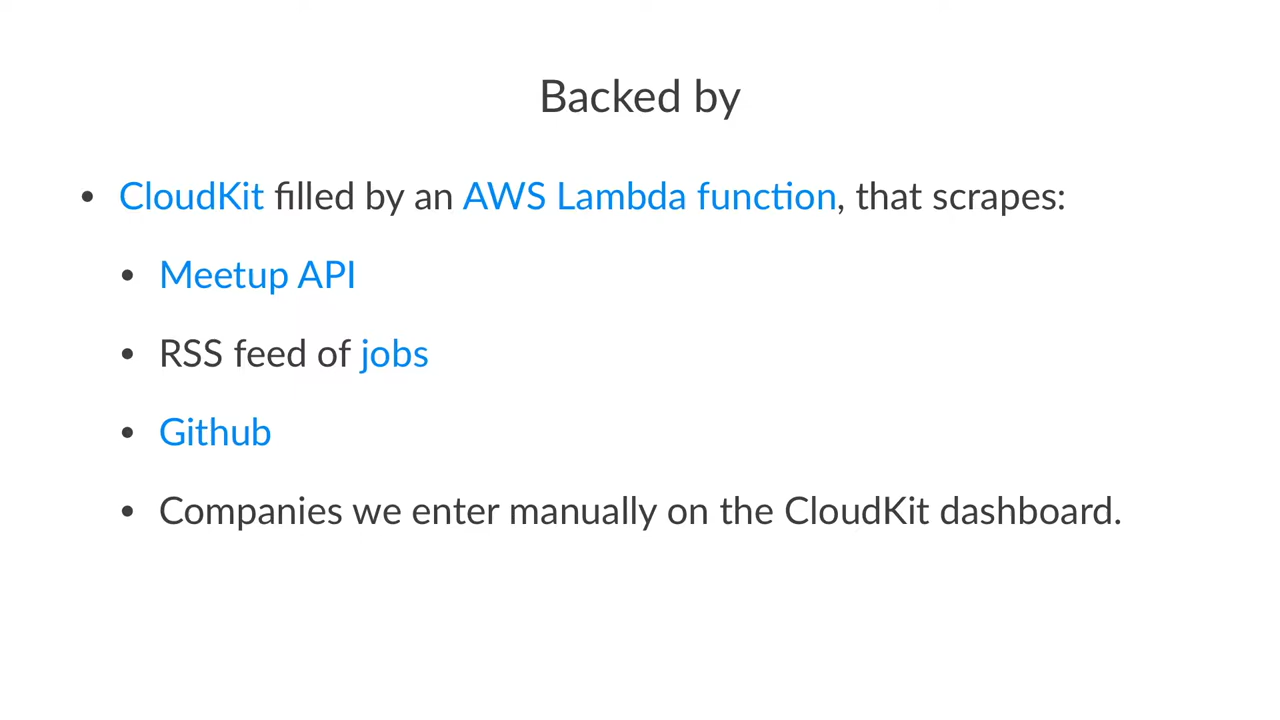 Backed by
• CloudKit filled by an AWS Lambda function, that scrapes:
• Meetup API
• RSS feed of jobs
• Github
• Companies we enter manually on the CloudKit dashboard.